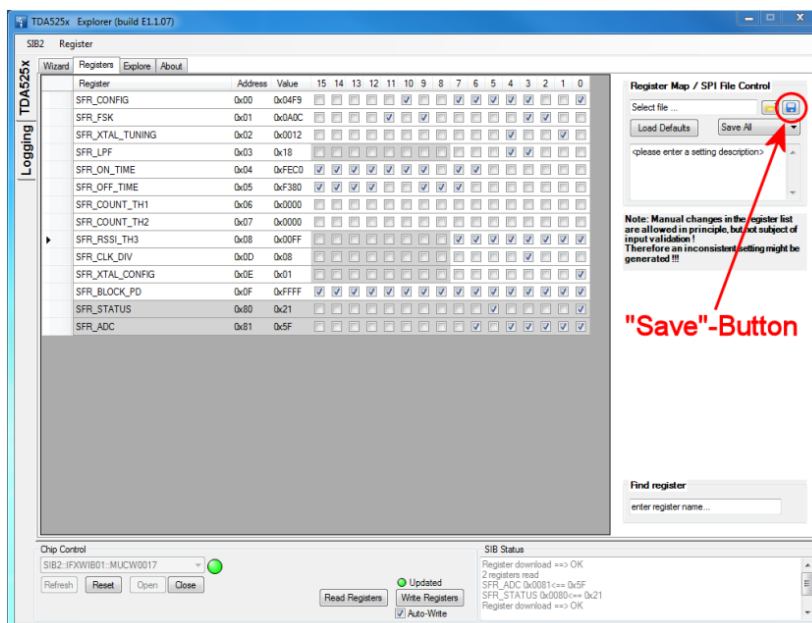 TDA525x Explorer (build E1.1.07)
SIB2 Register
TDA525x
Logging
Wizard Registers Explore About
Register Address Value 15 14 13 12 11 10 9 8 7 6 5 4 3 2 1 0
SFR_CONFIG 0x00 0x04F9
SFR_FSK 0x01 0x0A0C
SFR_XTAL_TUNING 0x02 0x0012
SFR_LPF 0x03 0x18
SFR_ON_TIME 0x04 0xFEC0
SFR_OFF_TIME 0x05 0xF380
SFR_COUNT_TH1 0x06 0x0000
SFR_COUNT_TH2 0x07 0x0000
SFR_RSSI_TH3 0x08 0x00FF
SFR_CLK_DIV 0x0D 0x08
SFR_XTAL_CONFIG 0x0E 0x01
SFR_BLOCK_PD 0x0F 0xFFFF
SFR_STATUS 0x80 0x21
SFR_ADC 0x81 0x5F
Register Map / SPI File Control
Select file ...
Load Defaults Save All
<please enter a setting description>
Note: Manual changes in the register list
are allowed in principle, but not subject of
input validation !
Therefore an inconsistent setting might be
generated !!!
"Save"-Button
Find register
enter register name...
Chip Control
SIB2::IFXWIB01::MUCW0017
Refresh Reset Open Close
Read Registers
Updated
Write Registers
Auto-Write
SIB Status
Register download ==> OK
2 registers read
SFR_ADC 0x0081<== 0x5F
SFR_STATUS 0x0080<== 0x21
Register download ==> OK